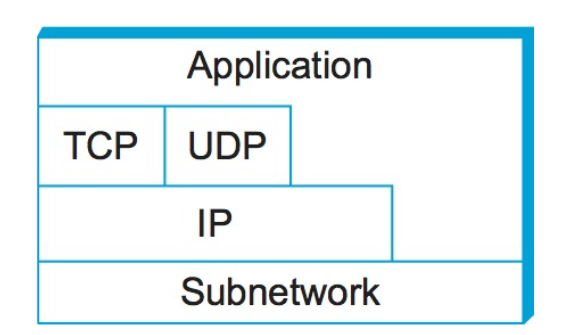 Application
TCP UDP
IP
Subnetwork